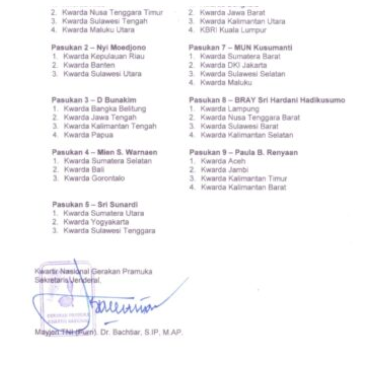 2. Kwarda Nusa Tenggara Timur
3. Kwarda Sulawesi Tengah
4. Kwarda Maluku Utara
Pasukan 2 – Nyi Moedjono
1. Kwarda Kepulauan Riau
2. Kwarda Banten
3. Kwarda Sulawesi Utara
Pasukan 3 – D Bunakim
1. Kwarda Bangka Belitung
2. Kwarda Jawa Tengah
3. Kwarda Kalimantan Tengah
4. Kwarda Papua
Pasukan 4 – Mien S. Warnaen
1. Kwarda Sumatera Selatan
2. Kwarda Bali
3. Kwarda Gorontalo
Pasukan 5 – Sri Sunardi
1. Kwarda Sumatera Utara
2. Kwarda Yogyakarta
3. Kwarda Sulawesi Tenggara
2. Kwarda Jawa Barat
3. Kwarda Kalimantan Utara
4. KBRI Kuala Lumpur
Pasukan 7 – MUN Kusumanti
1. Kwarda Sumatera Barat
2. Kwarda DKI Jakarta
3. Kwarda Sulawesi Selatan
4. Kwarda Maluku
Pasukan 8 – BRAY Sri Hardani Hadikusumo
1. Kwarda Lampung
2. Kwarda Nusa Tenggara Barat
3. Kwarda Sulawesi Barat
4. Kwarda Kalimantan Selatan
Pasukan 9 – Paula B. Renyaan
1. Kwarda Aceh
2. Kwarda Jambi
3. Kwarda Kalimantan Timur
4. Kwarda Kalimantan Barat
Kwartir Nasional Gerakan Pramuka
Sekretaris Jenderal,
Mayjen TNI (Purn). Dr. Bachtiar, S.IP, M.AP.